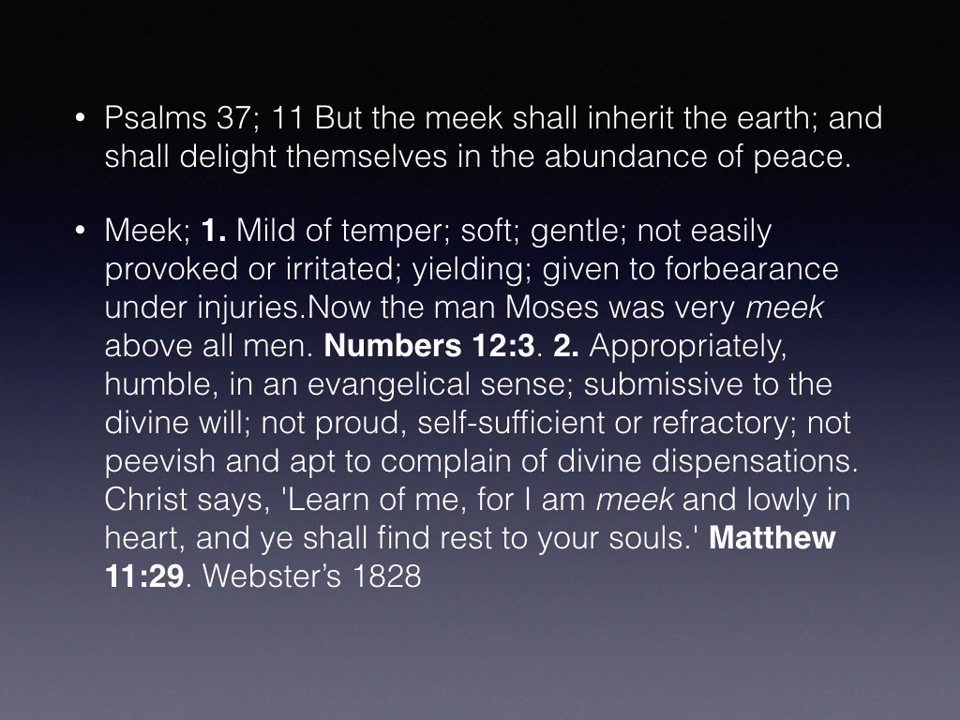 • Psalms 37; 11 But the meek shall inherit the earth; and
shall delight themselves in the abundance of peace.
• Meek; 1. Mild of temper; soft; gentle; not easily
provoked or irritated; yielding; given to forbearance
under injuries.Now the man Moses was very meek
above all men. Numbers 12:3. 2. Appropriately,
humble, in an evangelical sense; submissive to the
divine will; not proud, self-sufficient or refractory; not
peevish and apt to complain of divine dispensations.
Christ says, 'Learn of me, for I am meek and lowly in
heart, and ye shall find rest to your souls.' Matthew
11:29. Webster’s 1828